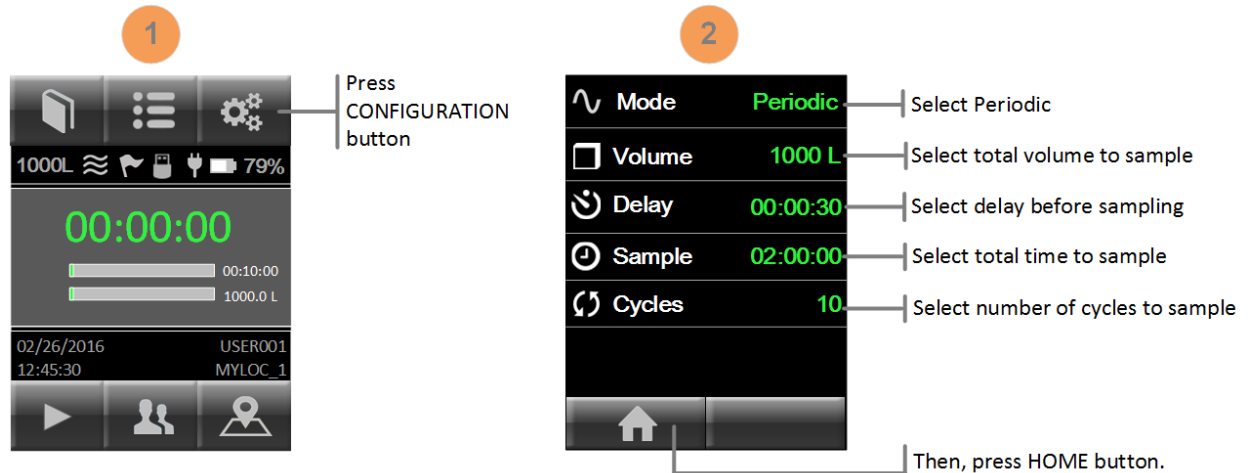 1
Press
CONFIGURATION
button
1000L 79%
00:00:00
00:10:00
1000.0 L
02/26/2016 USER001
12:45:30 MYLOC_1
2
Mode Periodic Select Periodic
Volume 1000 L Select total volume to sample
Delay 00:00:30 Select delay before sampling
Sample 02:00:00 Select total time to sample
Cycles 10 Select number of cycles to sample
Then, press HOME button.